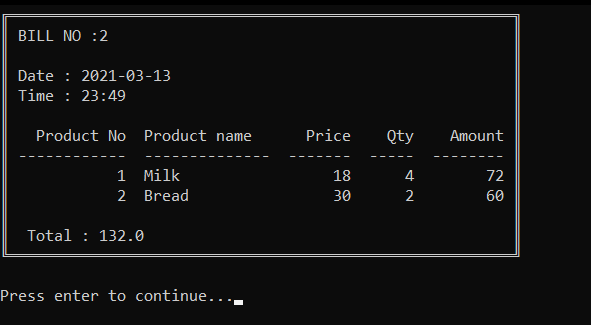 BILL NO :2
Date : 2021-03-13
Time : 23:49
Product No  Product name  Price  Qty  Amount
------------  --------------  -------  -----  --------
1  Milk  18  4  72
2  Bread  30  2  60
Total : 132.0
Press enter to continue...